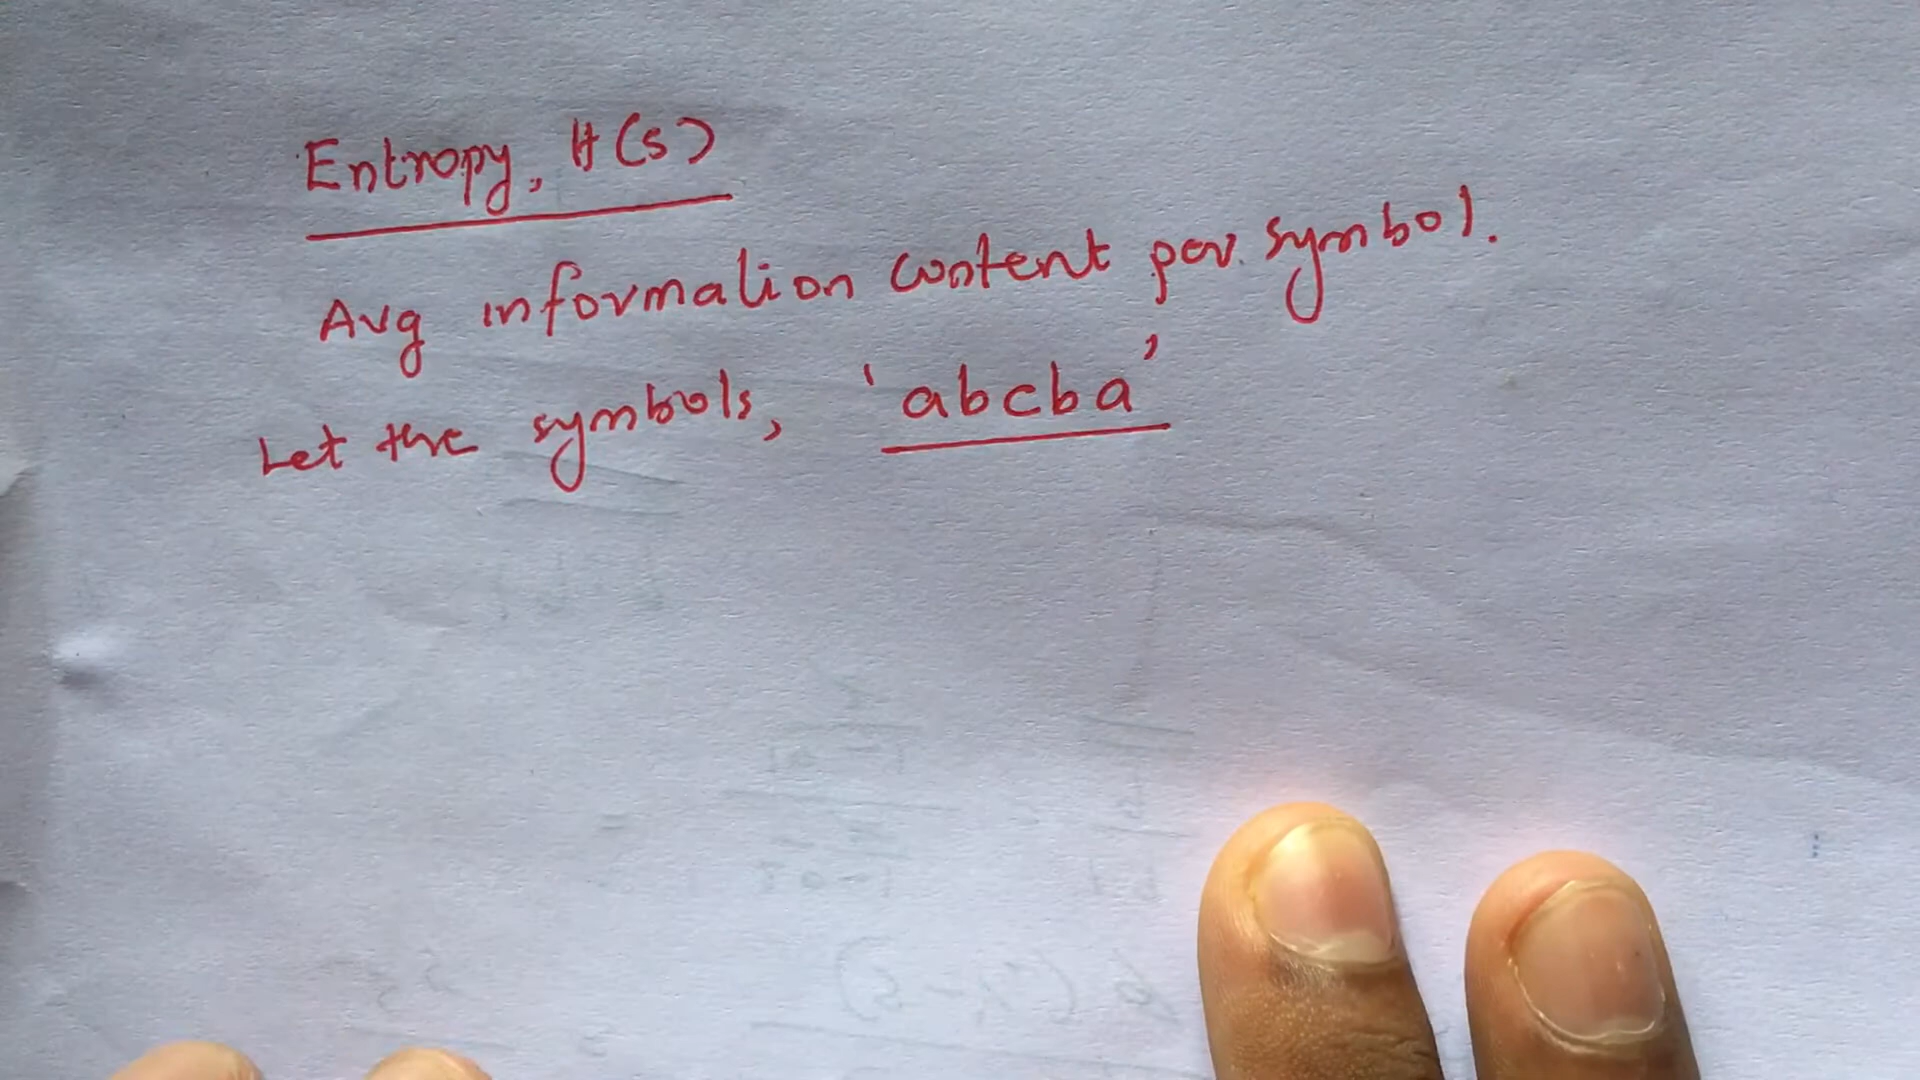 Entropy, H(s)
Avg information content per symbol.
Let the symbols, 'abcba'